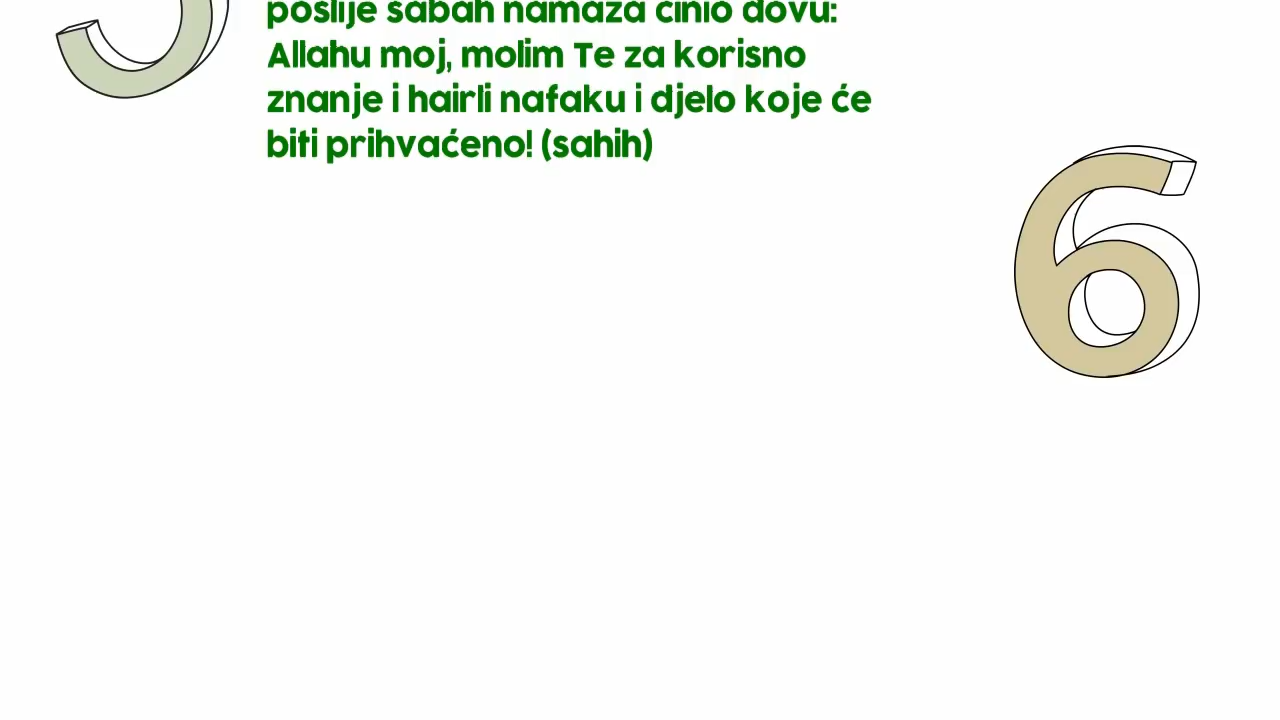 poslije sabah namaza činio dovu:
Allahu moj, molim Te za korisno
znanje i hairli nafaku i djelo koje će
biti prihvaćeno! (sahih)
6